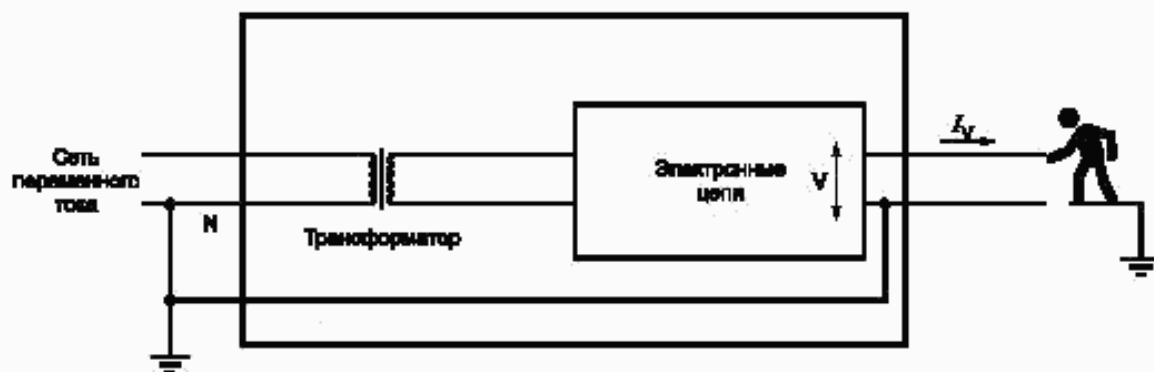 Сеть
переменного
тока
N
Трансформатор
Электронные
цепи
V
I_V